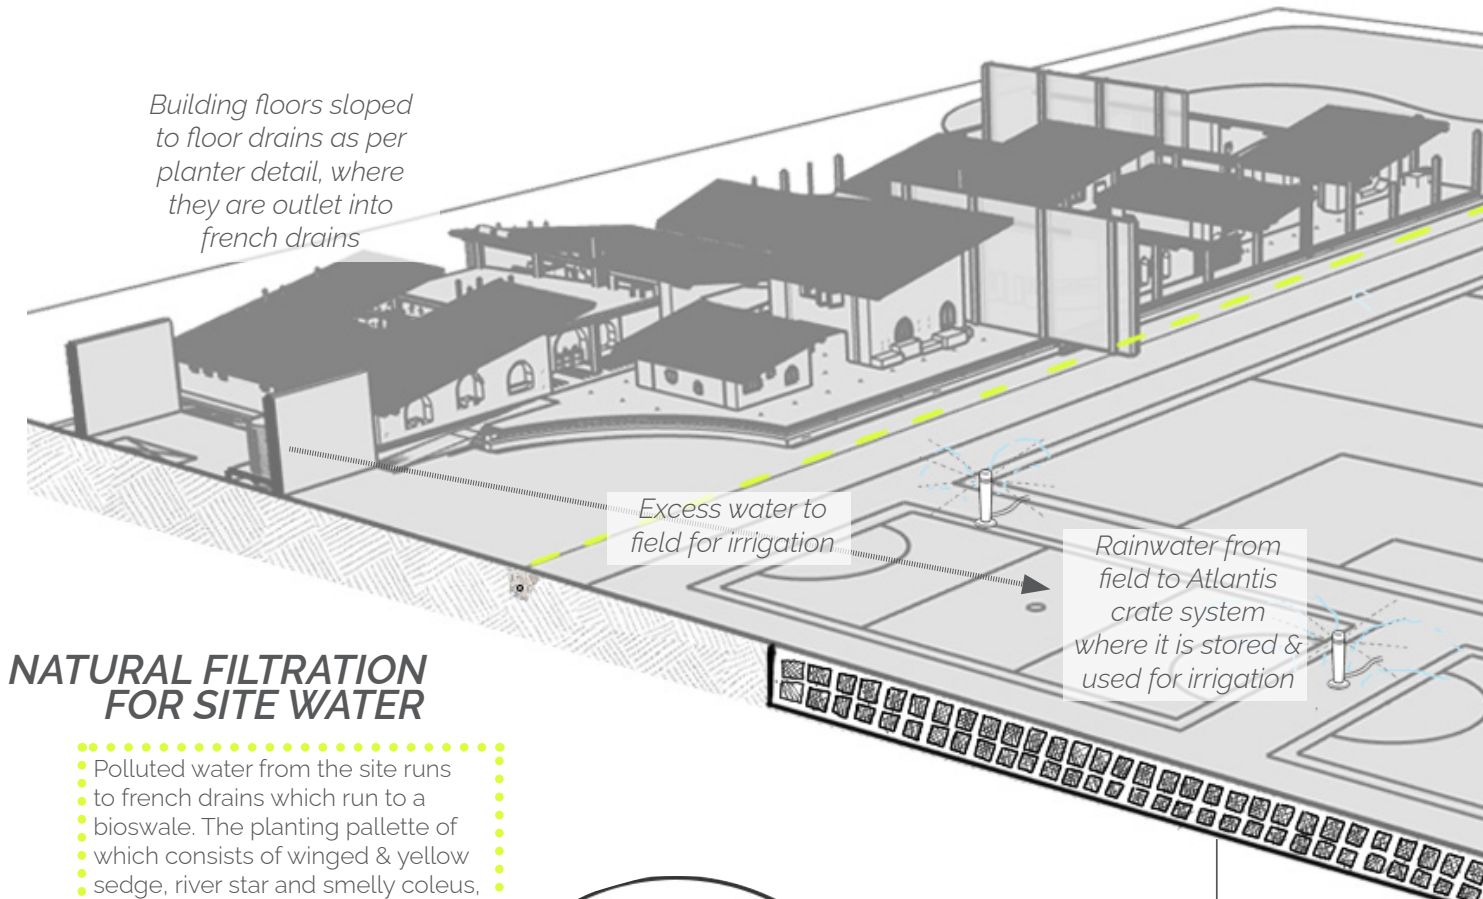 Building floors sloped
to floor drains as per
planter detail, where
they are outlet into
french drains
Excess water to
field for irrigation
Rainwater from
field to Atlantis
crate system
where it is stored &
used for irrigation
NATURAL FILTRATION
FOR SITE WATER
Polluted water from the site runs
to french drains which run to a
bioswale. The planting pallette of
which consists of winged & yellow
sedge, river star and smelly coleus,